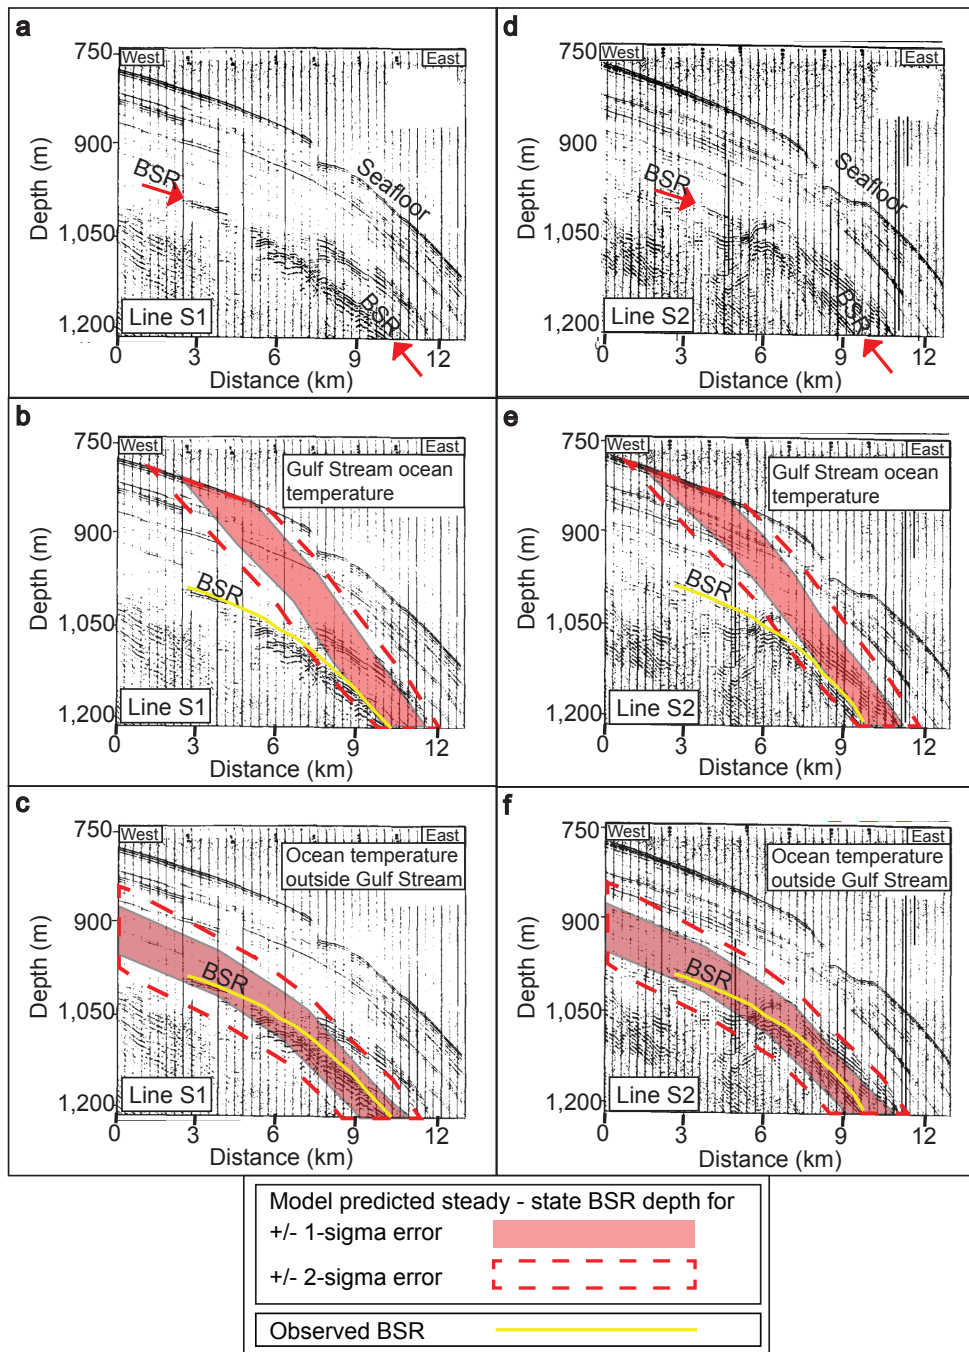 a
West
East
750
900
1,050
1,200
Depth (m)
BSR
Seafloor
BSR
Line S1
0
3
6
9
12
Distance (km)
d
West
East
750
900
1,050
1,200
Depth (m)
BSR
Seafloor
BSR
Line S2
0
3
6
9
12
Distance (km)
b
West
East
750
900
1,050
1,200
Depth (m)
Gulf Stream ocean
temperature
BSR
Line S1
0
3
6
9
12
Distance (km)
e
West
East
750
900
1,050
1,200
Depth (m)
Gulf Stream ocean
temperature
BSR
Line S2
0
3
6
9
12
Distance (km)
c
West
East
750
900
1,050
1,200
Depth (m)
Ocean temperature
outside Gulf Stream
BSR
Line S1
0
3
6
9
12
Distance (km)
f
West
East
750
900
1,050
1,200
Depth (m)
Ocean temperature
outside Gulf Stream
BSR
Line S2
0
3
6
9
12
Distance (km)
Model predicted steady - state BSR depth for
+/- 1-sigma error
+/- 2-sigma error
Observed BSR